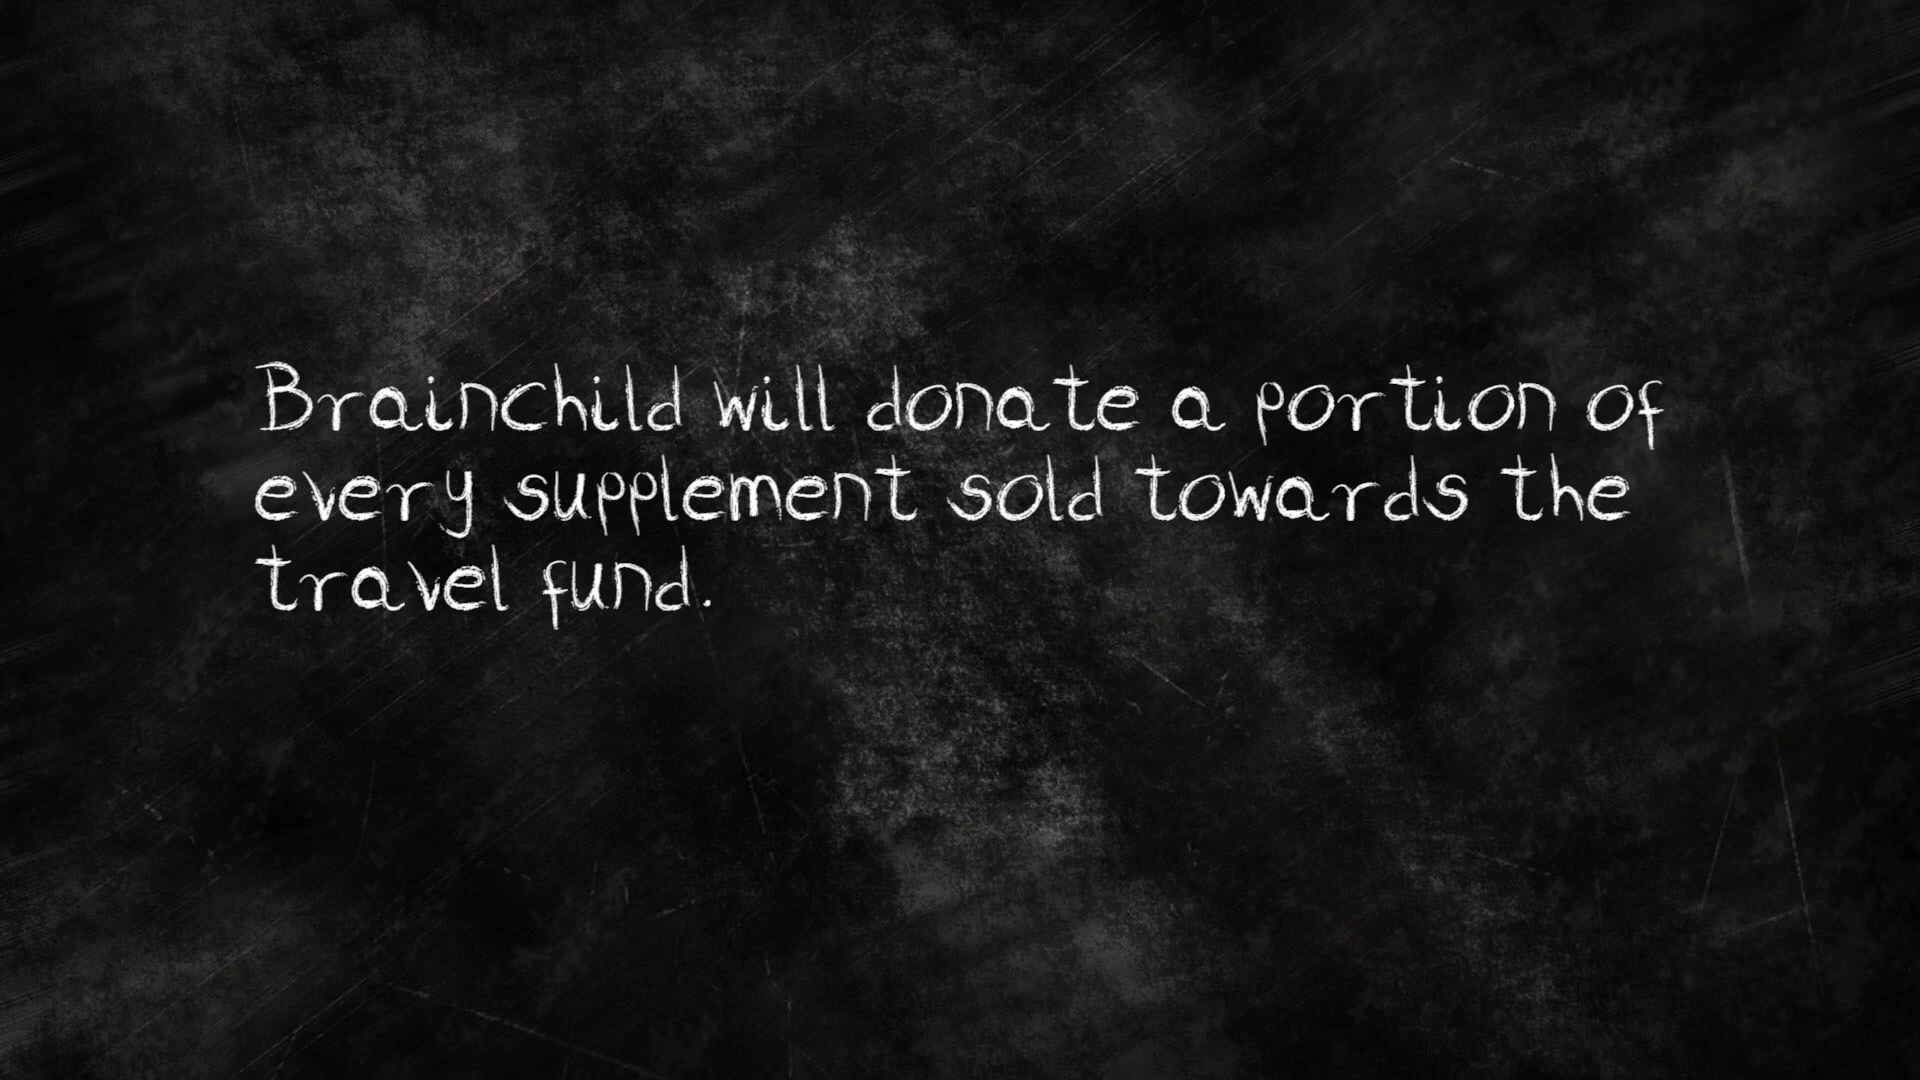 Brainchild will donate a portion of
every supplement sold towards the
travel fund.